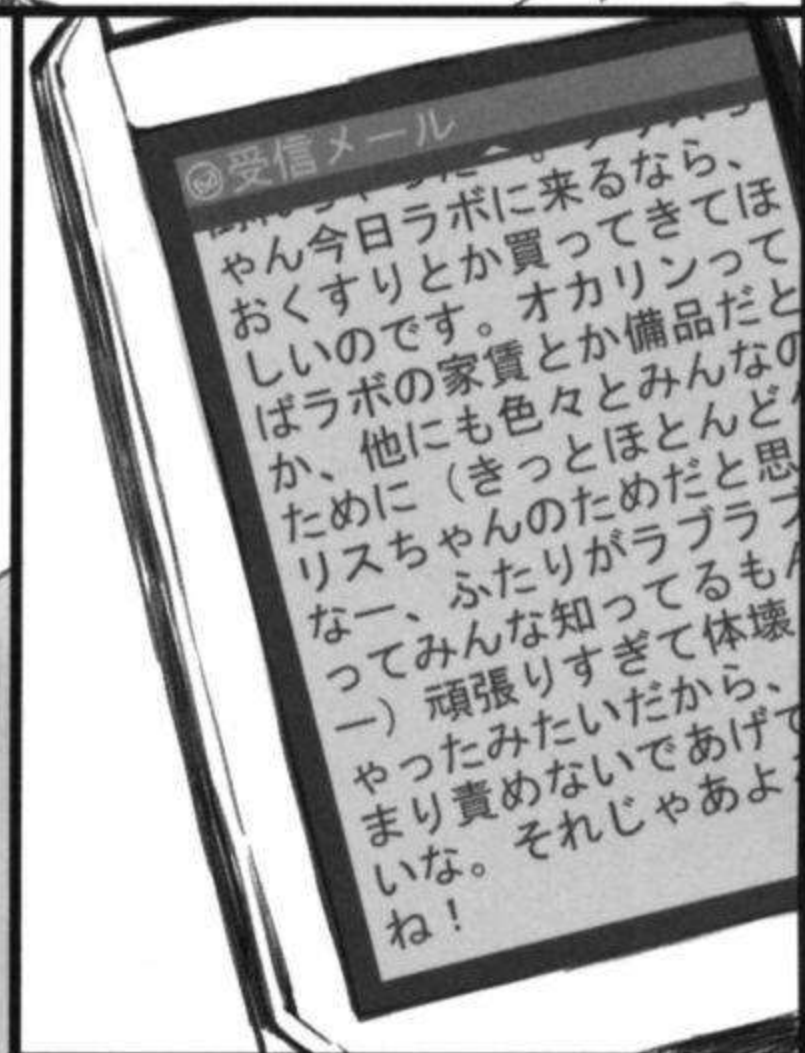 受信メール
ゃん今日ラボに来るなら、
おくすりとか買ってきてほ
しいのです。オカリンって
ばラボの家賃とか備品だと
か、他にも色々とみんなの
ために（きっとほとんど
リスちゃんのためだと思
なー、ふたりがラブラブ
ってみんな知ってるもん
ー）頑張りすぎて体壊
ゃったみたいだから、
まり責めないであげて
いな。それじゃあよ
ね！